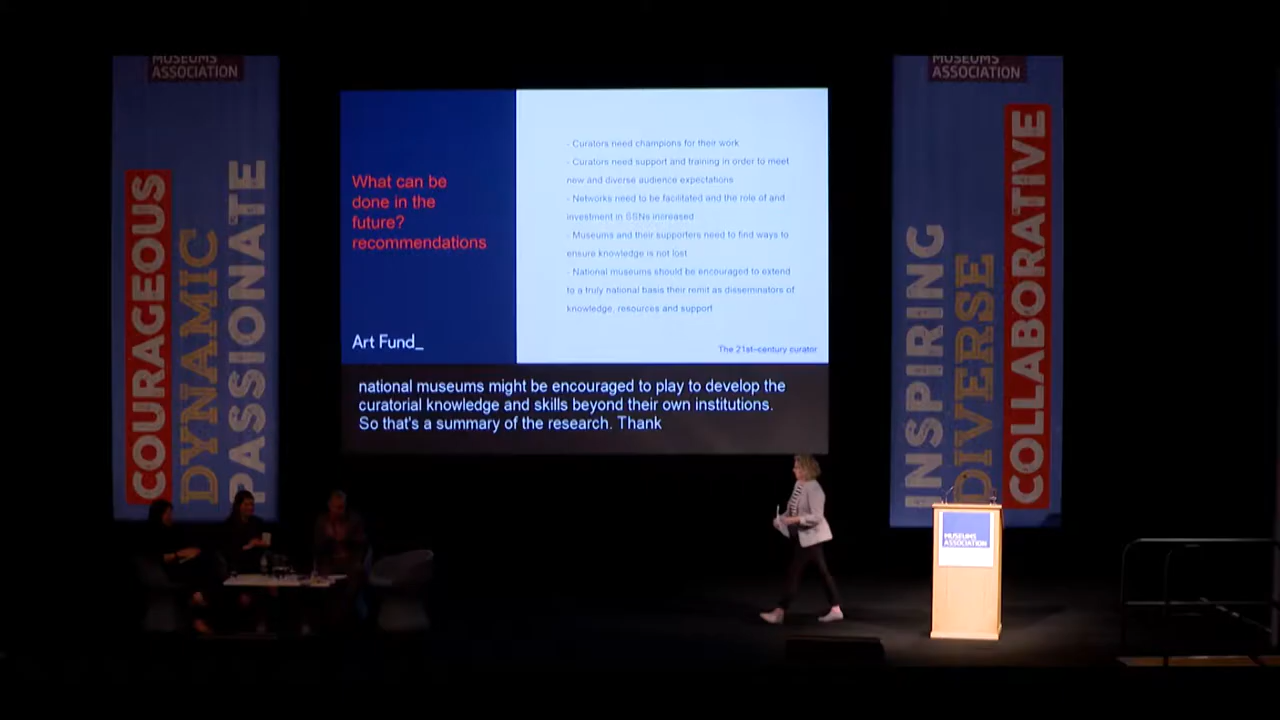 MUSEUMS
ASSOCIATION
COURAGEOUS
DYNAMIC
PASSIONATE
What can be
done in the
future?
recommendations
Art Fund_
- Curators need champions for their work
- Curators need support and training in order to meet
new and diverse audience expectations
- Networks need to be facilitated and the role of and
investment in SSNs increased
- Museums and their supporters need to find ways to
ensure knowledge is not lost
- National museums should be encouraged to extend
to a truly national basis their remit as disseminators of
knowledge, resources and support
The 21st-century curator
national museums might be encouraged to play to develop the
curatorial knowledge and skills beyond their own institutions.
So that's a summary of the research. Thank
MUSEUMS
ASSOCIATION
INSPIRING
DIVERSE
COLLABORATIVE
MUSEUMS
ASSOCIATION